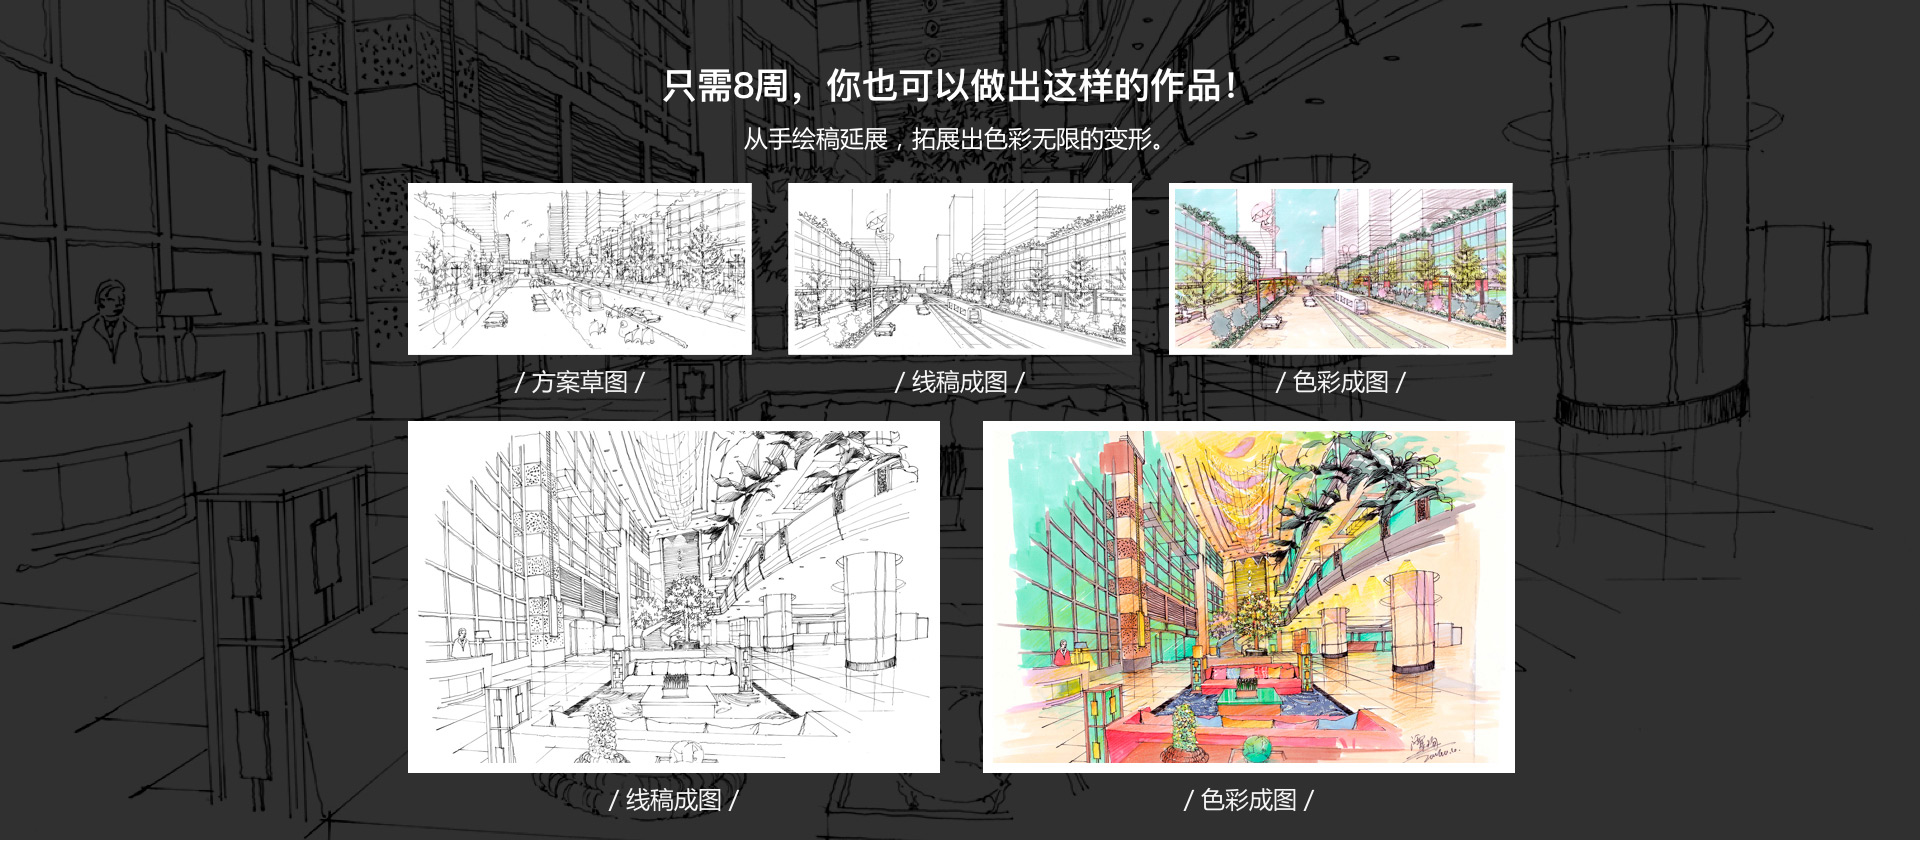 只需8周，你也可以做出这样的作品！
从手绘稿延展，拓展出色彩无限的变形。
/ 方案草图 /
/ 线稿成图 /
/ 色彩成图 /
/ 线稿成图 /
/ 色彩成图 /